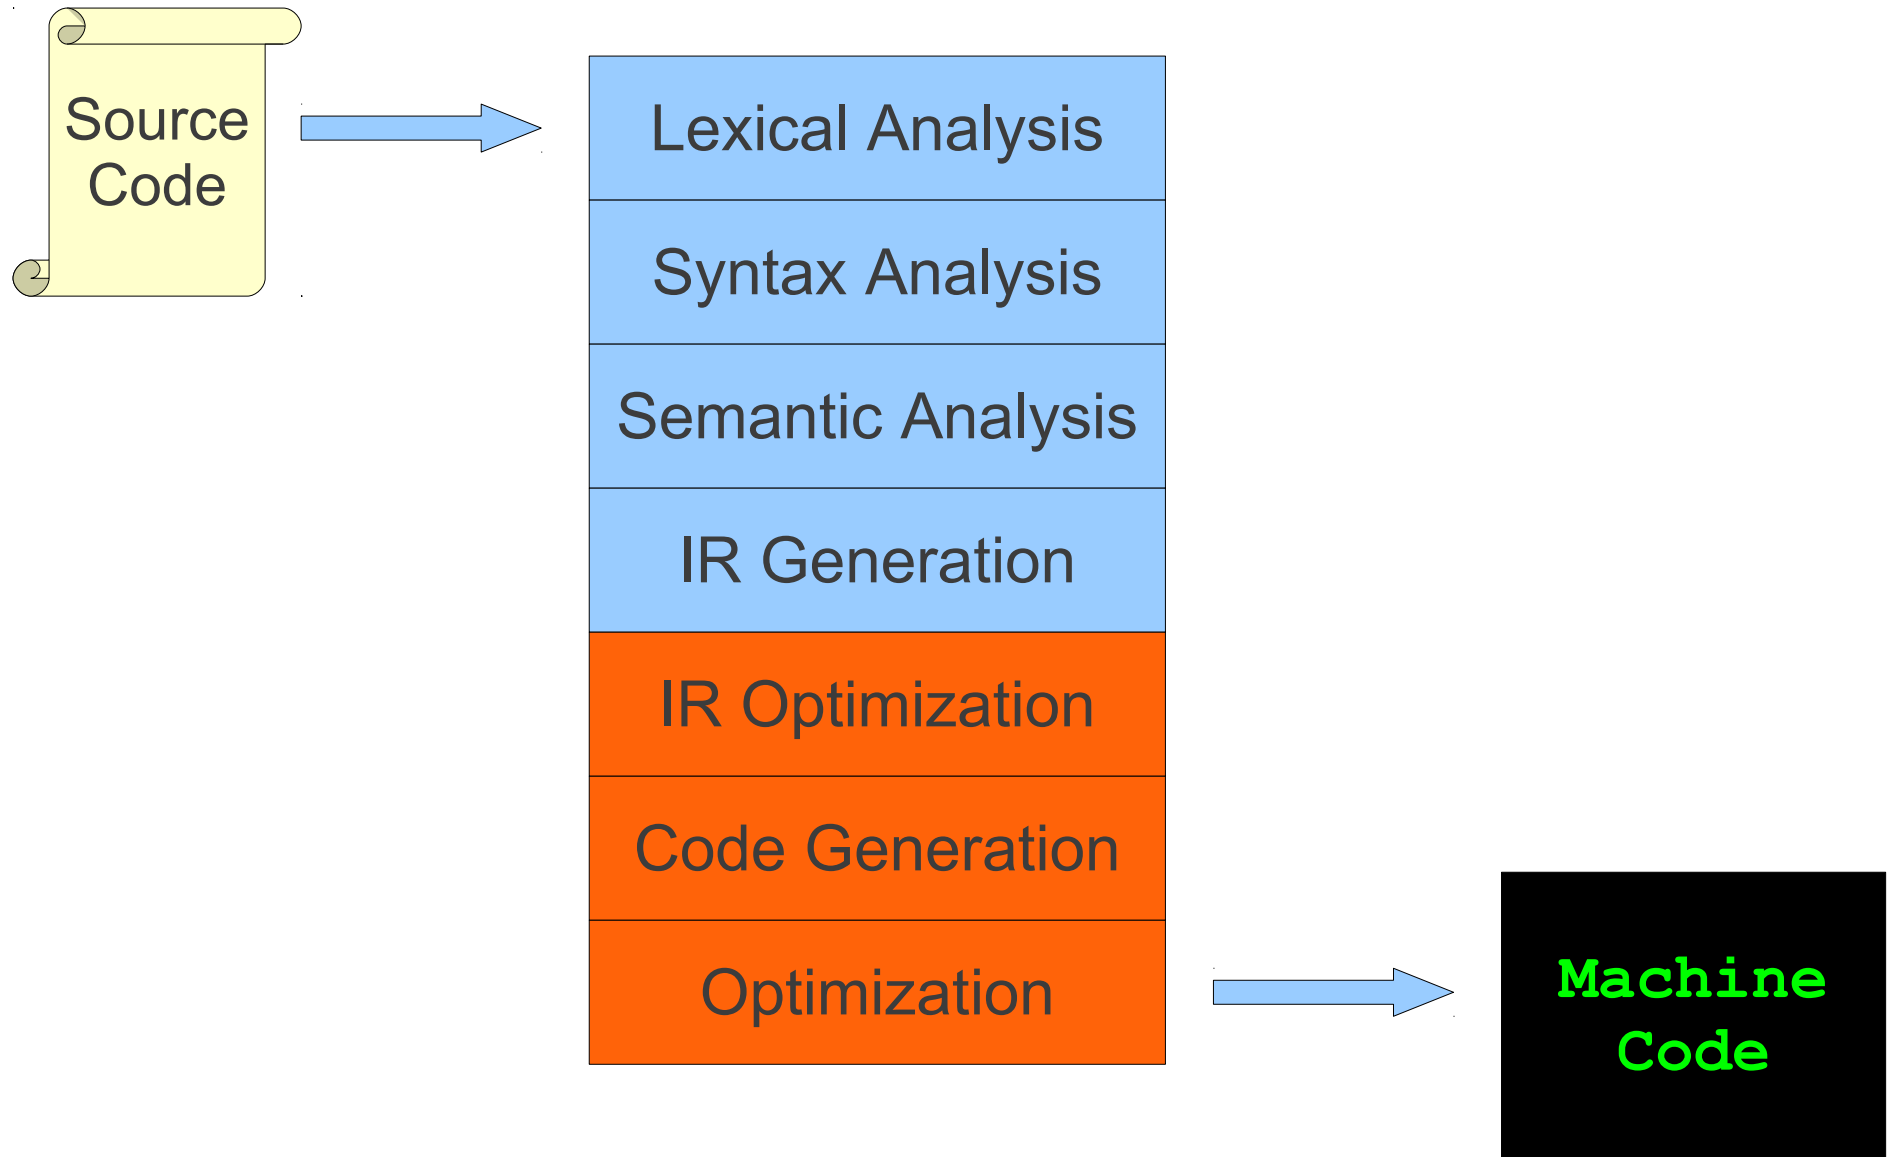 Source
Code
Lexical Analysis
Syntax Analysis
Semantic Analysis
IR Generation
IR Optimization
Code Generation
Optimization
Machine
Code